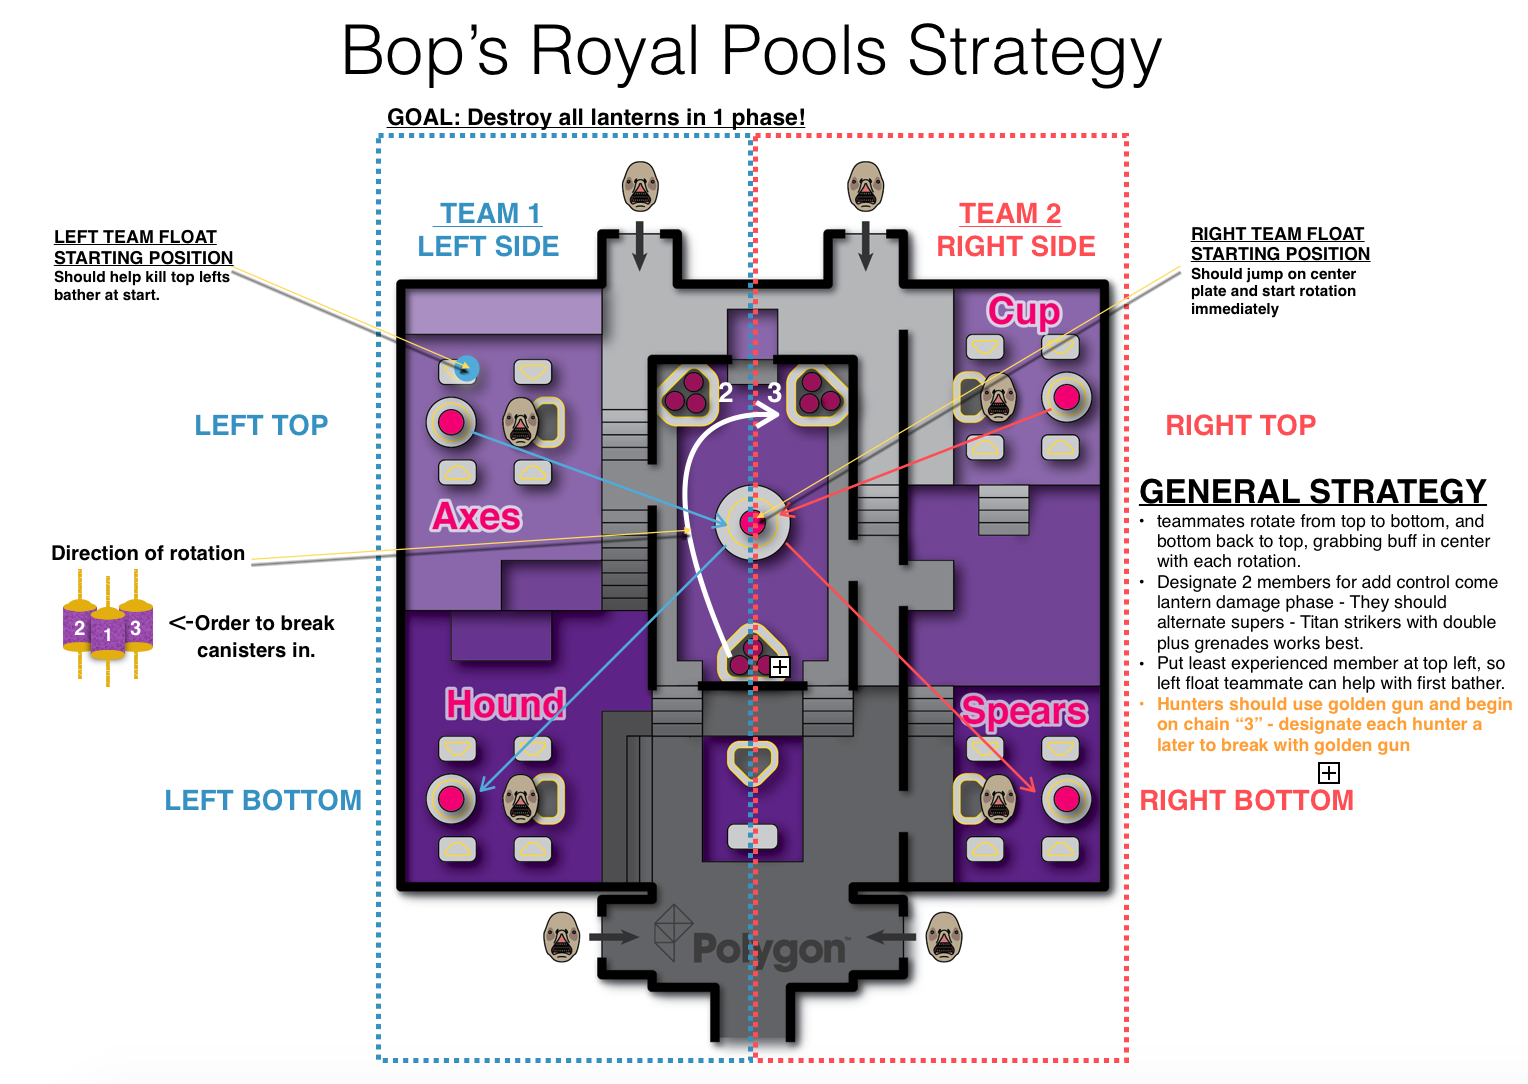 Bop’s Royal Pools Strategy
GOAL: Destroy all lanterns in 1 phase!
TEAM 1
LEFT SIDE
TEAM 2
RIGHT SIDE
LEFT TEAM FLOAT
STARTING POSITION
Should help kill top lefts
bather at start.
RIGHT TEAM FLOAT
STARTING POSITION
Should jump on center
plate and start rotation
immediately
Cup
2
3
LEFT TOP
RIGHT TOP
Axes
Direction of rotation
2
1
3
<-Order to break
canisters in.
GENERAL STRATEGY
• teammates rotate from top to bottom, and
bottom back to top, grabbing buff in center
with each rotation.
• Designate 2 members for add control come
lantern damage phase - They should
alternate supers - Titan strikers with double
plus grenades works best.
• Put least experienced member at top left, so
left float teammate can help with first bather.
• Hunters should use golden gun and begin
on chain “3” - designate each hunter a
later to break with golden gun
Hound
Spears
LEFT BOTTOM
RIGHT BOTTOM
Polygon™